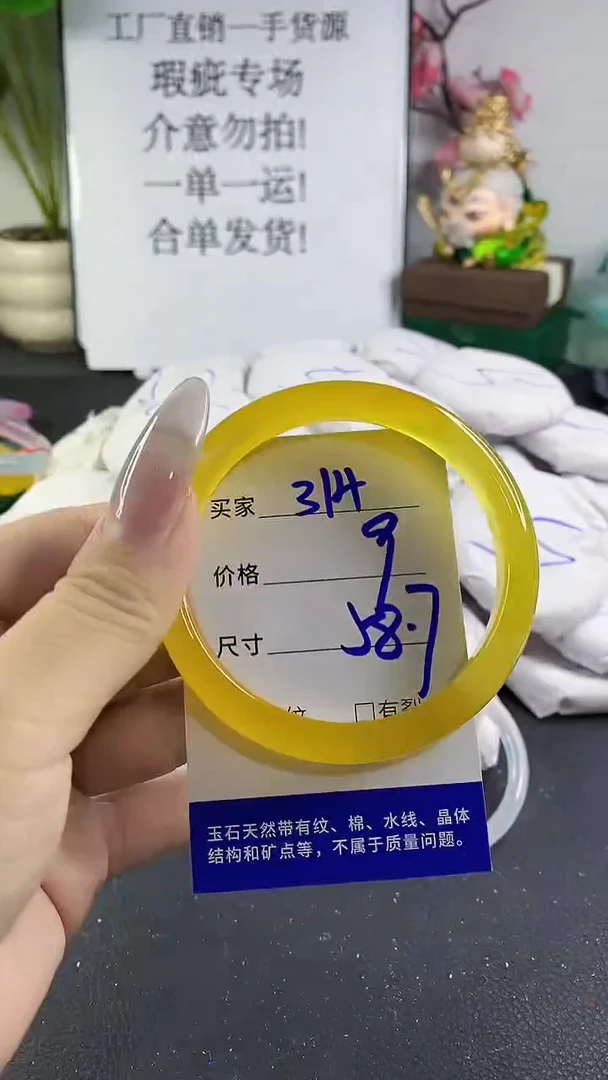 工厂直销一手货源
瑕疵专场
介意勿拍!
一单一运!
合单发货!
买家 314
价格 9
尺寸 58.7
纹 □有裂
玉石天然带有纹、棉、水线、晶体
结构和矿点等，不属于质量问题。